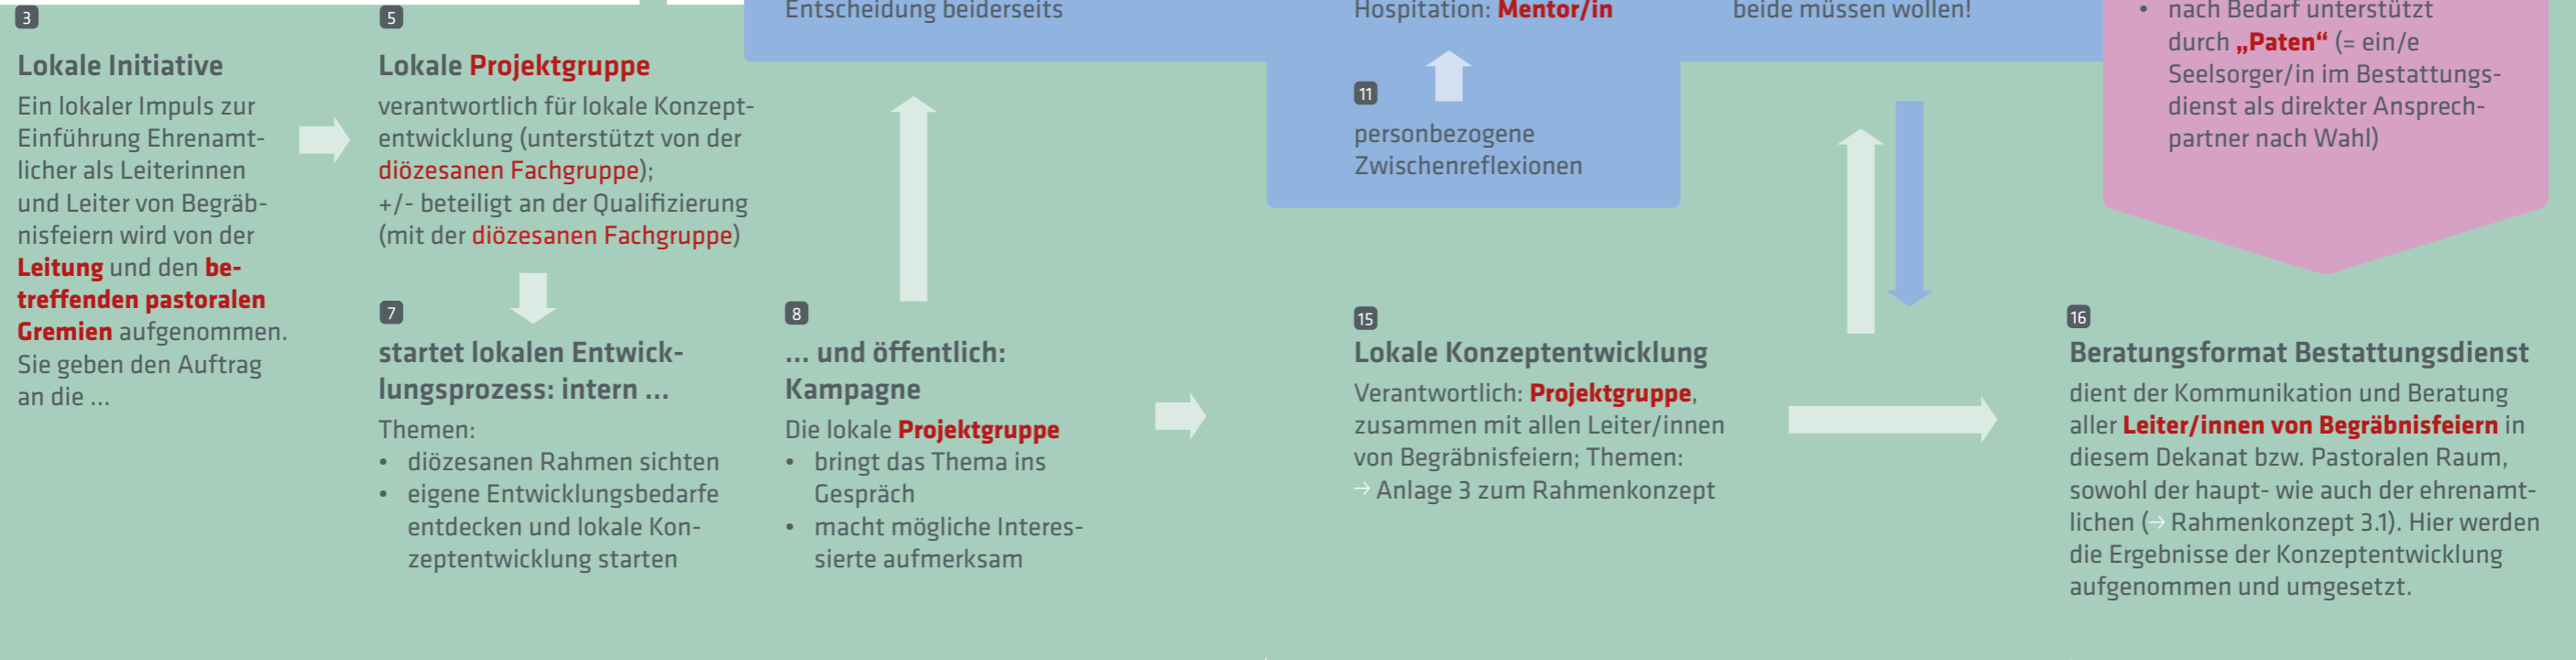 3
Lokale Initiative
Ein lokaler Impuls zur
Einführung Ehrenamt-
licher als Leiterinnen
und Leiter von Begräb-
nisfeiern wird von der
Leitung und den be-
treffenden pastoralen
Gremien aufgenommen.
Sie geben den Auftrag
an die ...
5
Lokale Projektgruppe
verantwortlich für lokale Konzept-
entwicklung (unterstützt von der
diözesanen Fachgruppe);
+/- beteiligt an der Qualifizierung
(mit der diözesanen Fachgruppe)
7
startet lokalen Entwick-
lungsprozess: intern ...
Themen:
• diözesanen Rahmen sichten
• eigene Entwicklungsbedarfe
entdecken und lokale Kon-
zeptentwicklung starten
Entscheidung beiderseits
8
... und öffentlich:
Kampagne
Die lokale Projektgruppe
• bringt das Thema ins
Gespräch
• macht mögliche Interes-
sierte aufmerksam
Hospitation: Mentor/in
11
personbezogene
Zwischenreflexionen
beide müssen wollen!
15
Lokale Konzeptentwicklung
Verantwortlich: Projektgruppe,
zusammen mit allen Leiter/innen
von Begräbnisfeiern; Themen:
→ Anlage 3 zum Rahmenkonzept
• nach Bedarf unterstützt
durch „Paten“ (= ein/e
Seelsorger/in im Bestattungs-
dienst als direkter Ansprech-
partner nach Wahl)
16
Beratungsformat Bestattungsdienst
dient der Kommunikation und Beratung
aller Leiter/innen von Begräbnisfeiern in
diesem Dekanat bzw. Pastoralen Raum,
sowohl der haupt- wie auch der ehrenamt-
lichen (→ Rahmenkonzept 3.1). Hier werden
die Ergebnisse der Konzeptentwicklung
aufgenommen und umgesetzt.